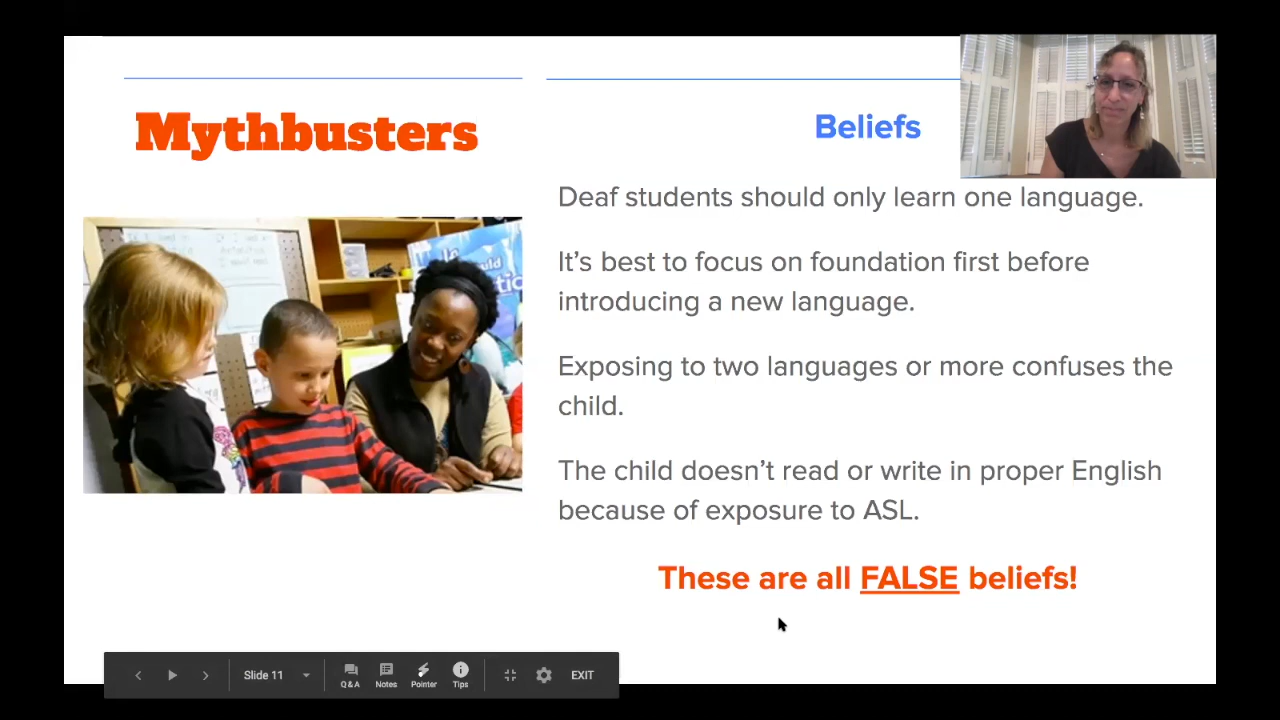 Mythbusters
Beliefs
Deaf students should only learn one language.
It's best to focus on foundation first before
introducing a new language.
Exposing to two languages or more confuses the
child.
The child doesn't read or write in proper English
because of exposure to ASL.
These are all FALSE beliefs!
Slide 11
Q&A
Notes
Pointer
Tips
EXIT